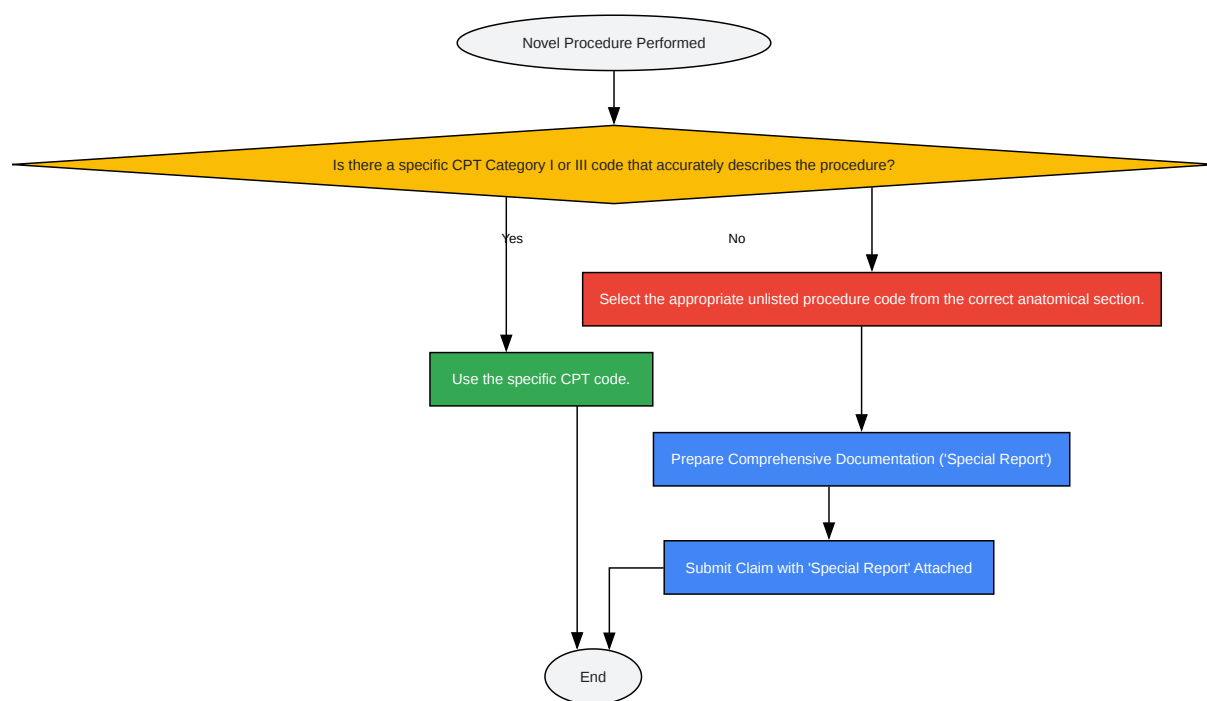 Novel Procedure Performed
Is there a specific CPT Category I or III code that accurately describes the procedure?
Yes
No
Select the appropriate unlisted procedure code from the correct anatomical section.
Use the specific CPT code.
Prepare Comprehensive Documentation ('Special Report')
Submit Claim with 'Special Report' Attached
End